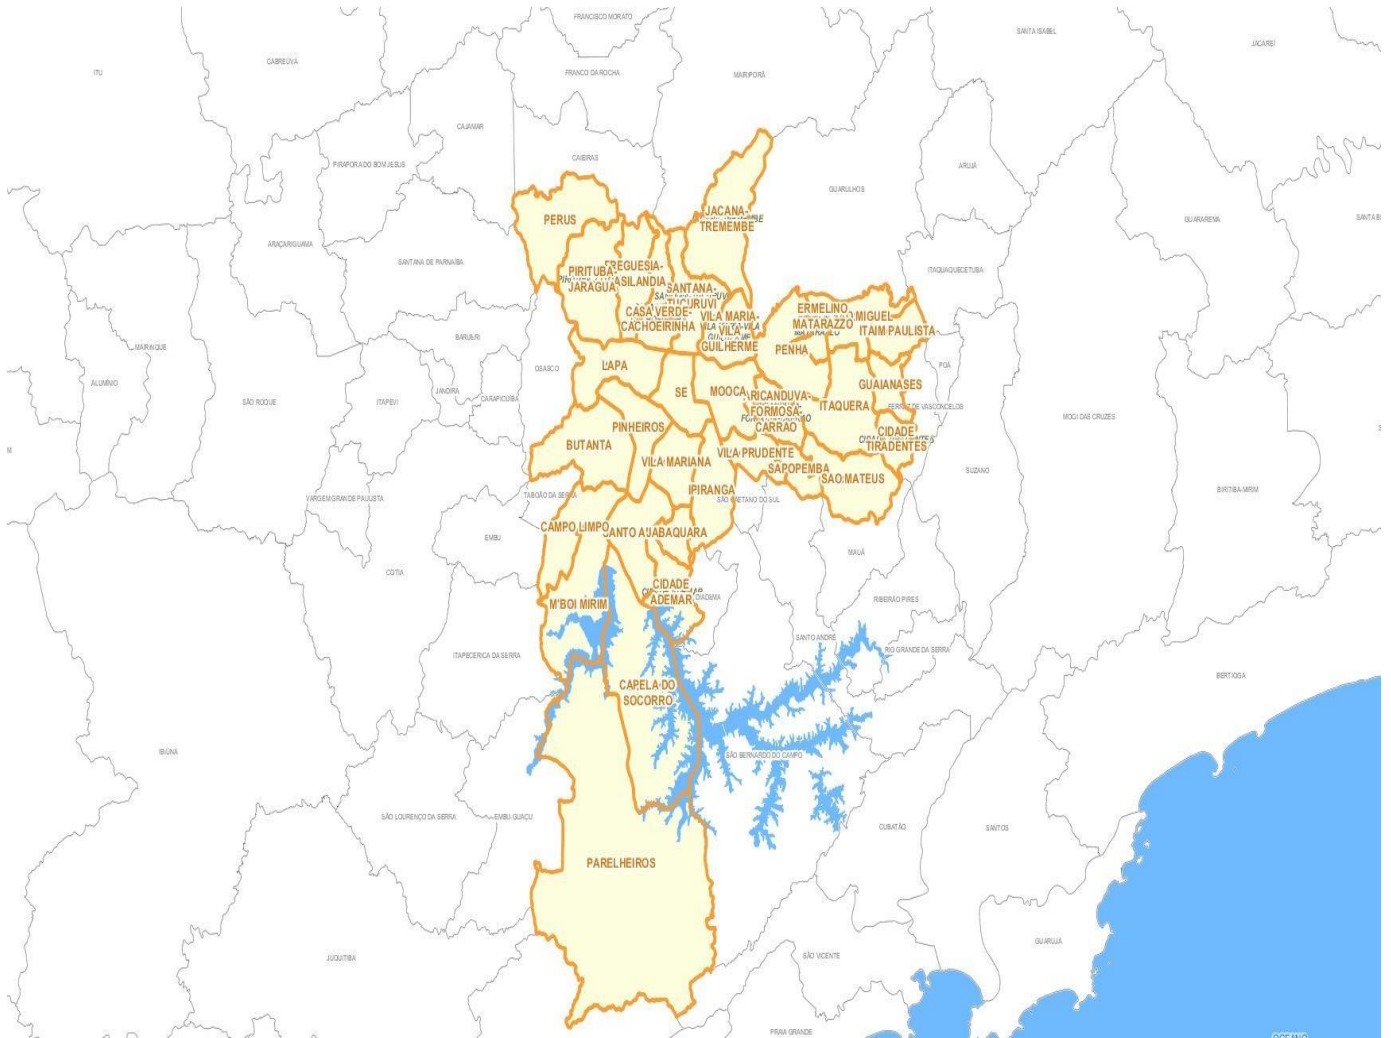 FRANCISCO MORATO
SANTA ISABEL
JACAREÍ
CABREÚVA
ITU
FRANCO DA ROCHA
MAIRIPORÃ
CAJAMAR
PIRAPORA DO BOM JESUS
CAIEIRAS
ARUJÁ
GUARULHOS
JACANA-
TREMEMBE
PERUS
GUARAREMA
ARAÇARIGUAMA
SANTANA DE PARNAÍBA
FREGUESIA-
ASILANDIA
PIRITUBA-
JARAGUA
ITAQUAQUECETUBA
SANTANA-
TUCURUVI
CASA VERDE-
CACHOEIRINHA
VILA MARIA-
VILA
GUILHERME
ERMELINO
MATARAZZO
MIGUEL
ITAIM PAULISTA
BARUERI
MAIRINQUE
PENHA
OSASCO
LAPA
POÁ
ALUMÍNIO
SÃO ROQUE
ITAPEVI
JANDIRA
CARAPICUÍBA
SE
MOOCA
ARICANDUVA-
FORMOSA-
CARRAO
ITAQUERA
GUAIANASES
FERRAZ DE VASCONCELOS
MOGI DAS CRUZES
PINHEIROS
BUTANTA
CIDADE
TIRADENTES
VILA MARIANA
VILA PRUDENTE
SAPOPEMBA
SAO MATEUS
SUZANO
IPIRANGA
SÃO CAETANO DO SUL
BIRITIBA-MIRIM
VARGEM GRANDE PAULISTA
TABOÃO DA SERRA
CAMPO LIMPO
SANTO A
JABAQUARA
EMBU
MAUÁ
COTIA
CIDADE
ADEMAR
DIADEMA
M'BOI MIRIM
RIBEIRÃO PIRES
SANTO ANDRÉ
RIO GRANDE DA SERRA
ITAPECERICA DA SERRA
BERTIOGA
CAPELA DO
SOCORRO
IBIÚNA
SÃO BERNARDO DO CAMPO
SÃO LOURENÇO DA SERRA
EMBU-GUAÇU
CUBATÃO
SANTOS
PARELHEIROS
GUARUJA
JUQUITIBA
SÃO VICENTE
PRAIA GRANDE
OCEANO